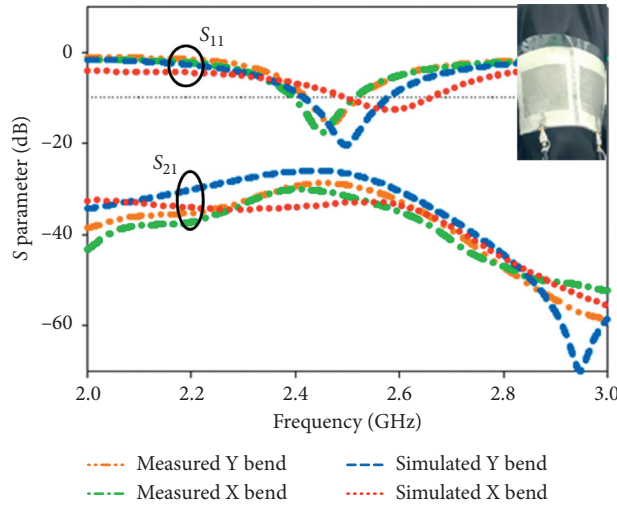 S11
0
−20
S21
−40
−60
S parameter (dB)
2.0 2.2 2.4 2.6 2.8 3.0
Frequency (GHz)
Measured Y bend Simulated Y bend
Measured X bend Simulated X bend